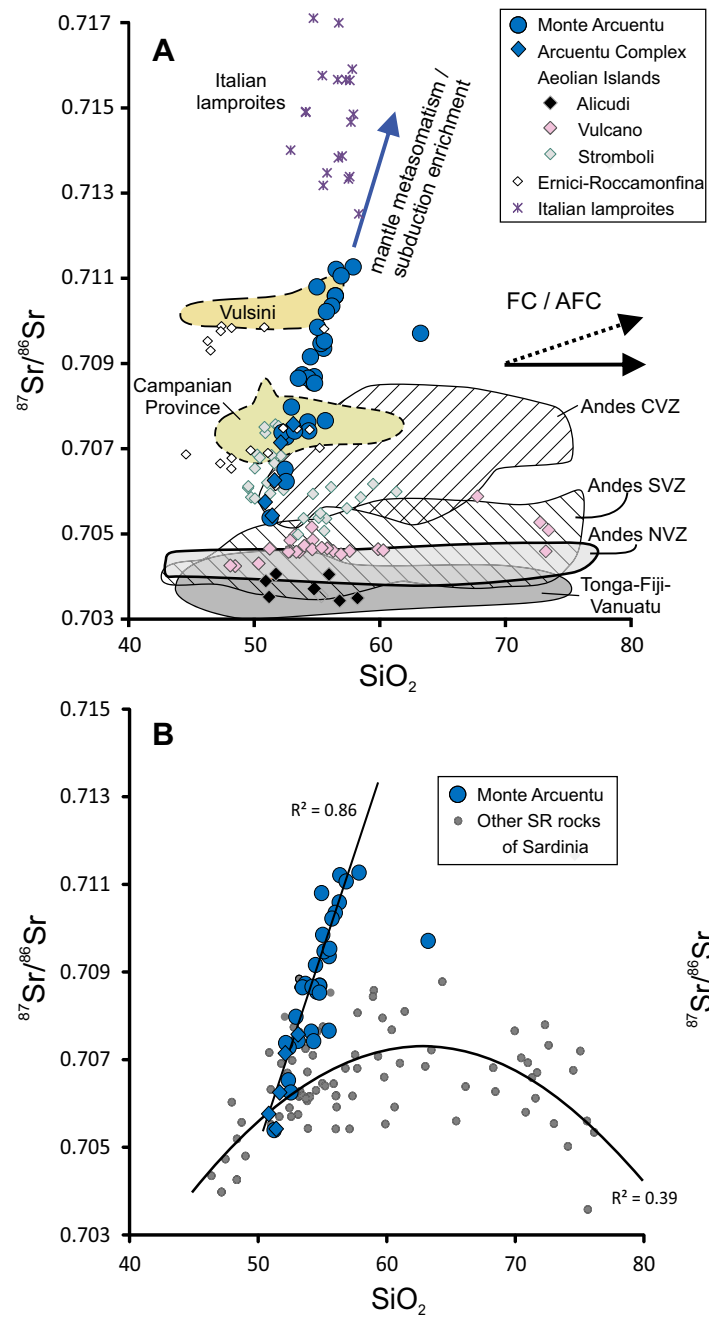 A
0.717
0.715
0.713
0.711
0.709
0.707
0.705
0.703
87Sr/86Sr
40
50
60
70
80
SiO2
Italian
lamproites
mantle metasomatism /
subduction enrichment
Monte Arcuentu
Arcuentu Complex
Aeolian Islands
Alicudi
Vulcano
Stromboli
Ernici-Roccamonfina
Italian lamproites
Vulsini
FC / AFC
Campanian
Province
Andes CVZ
Andes SVZ
Andes NVZ
Tonga-Fiji-
Vanuatu
B
0.715
0.713
0.711
0.709
0.707
0.705
0.703
87Sr/86Sr
40
50
60
70
80
SiO2
R² = 0.86
Monte Arcuentu
Other SR rocks
of Sardinia
R² = 0.39
87Sr/86Sr